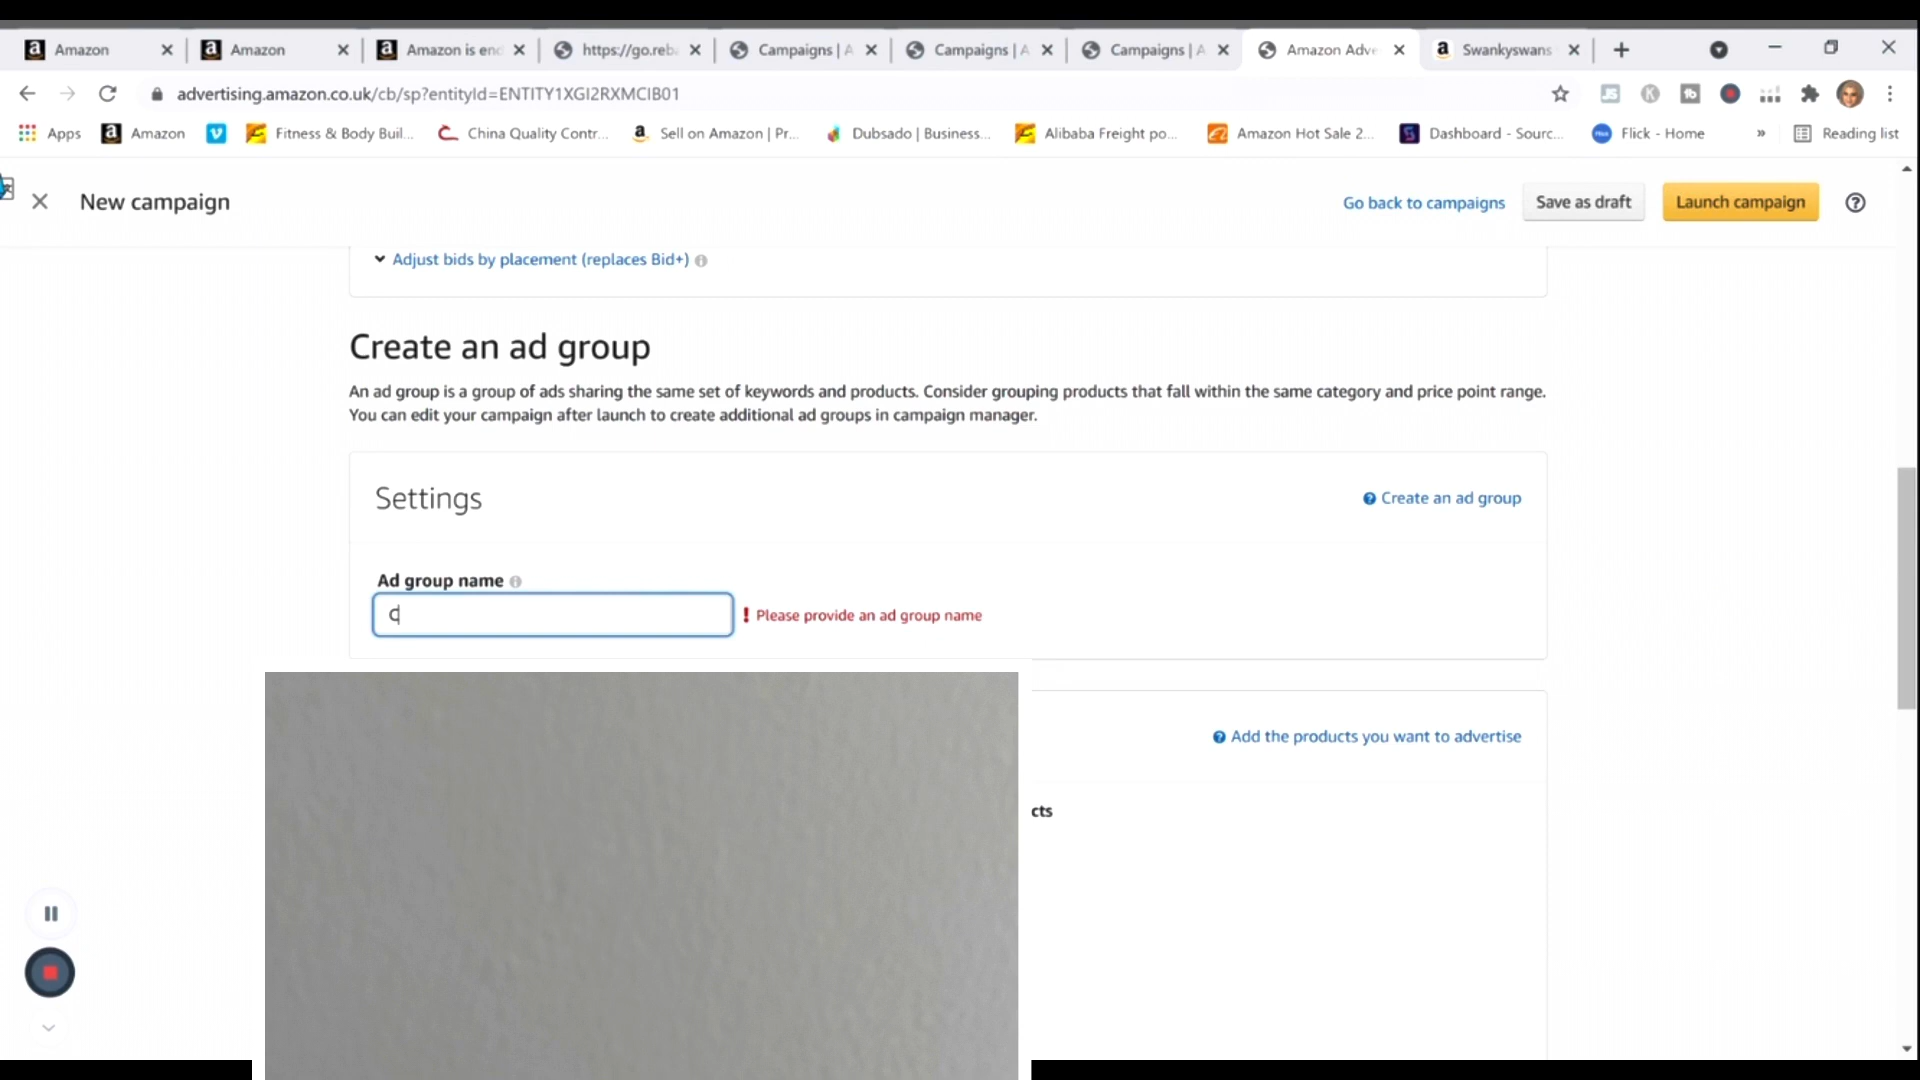 Amazon
Amazon
Amazon is end
https://go.reb
Campaigns | A
Campaigns | A
Campaigns | A
Amazon Adve
Swankyswans
advertising.amazon.co.uk/cb/sp?entityId=ENTITY1XGI2RXMCIB01
Apps
Amazon
Fitness & Body Buil...
China Quality Contr...
Sell on Amazon | Pr...
Dubsado | Business...
Alibaba Freight po...
Amazon Hot Sale 2...
Dashboard - Sourc...
Flick - Home
»
Reading list
New campaign
Go back to campaigns
Save as draft
Launch campaign
Adjust bids by placement (replaces Bid+)
Create an ad group
An ad group is a group of ads sharing the same set of keywords and products. Consider grouping products that fall within the same category and price point range.
You can edit your campaign after launch to create additional ad groups in campaign manager.
Settings
Create an ad group
Ad group name
C
Please provide an ad group name
Add the products you want to advertise
cts